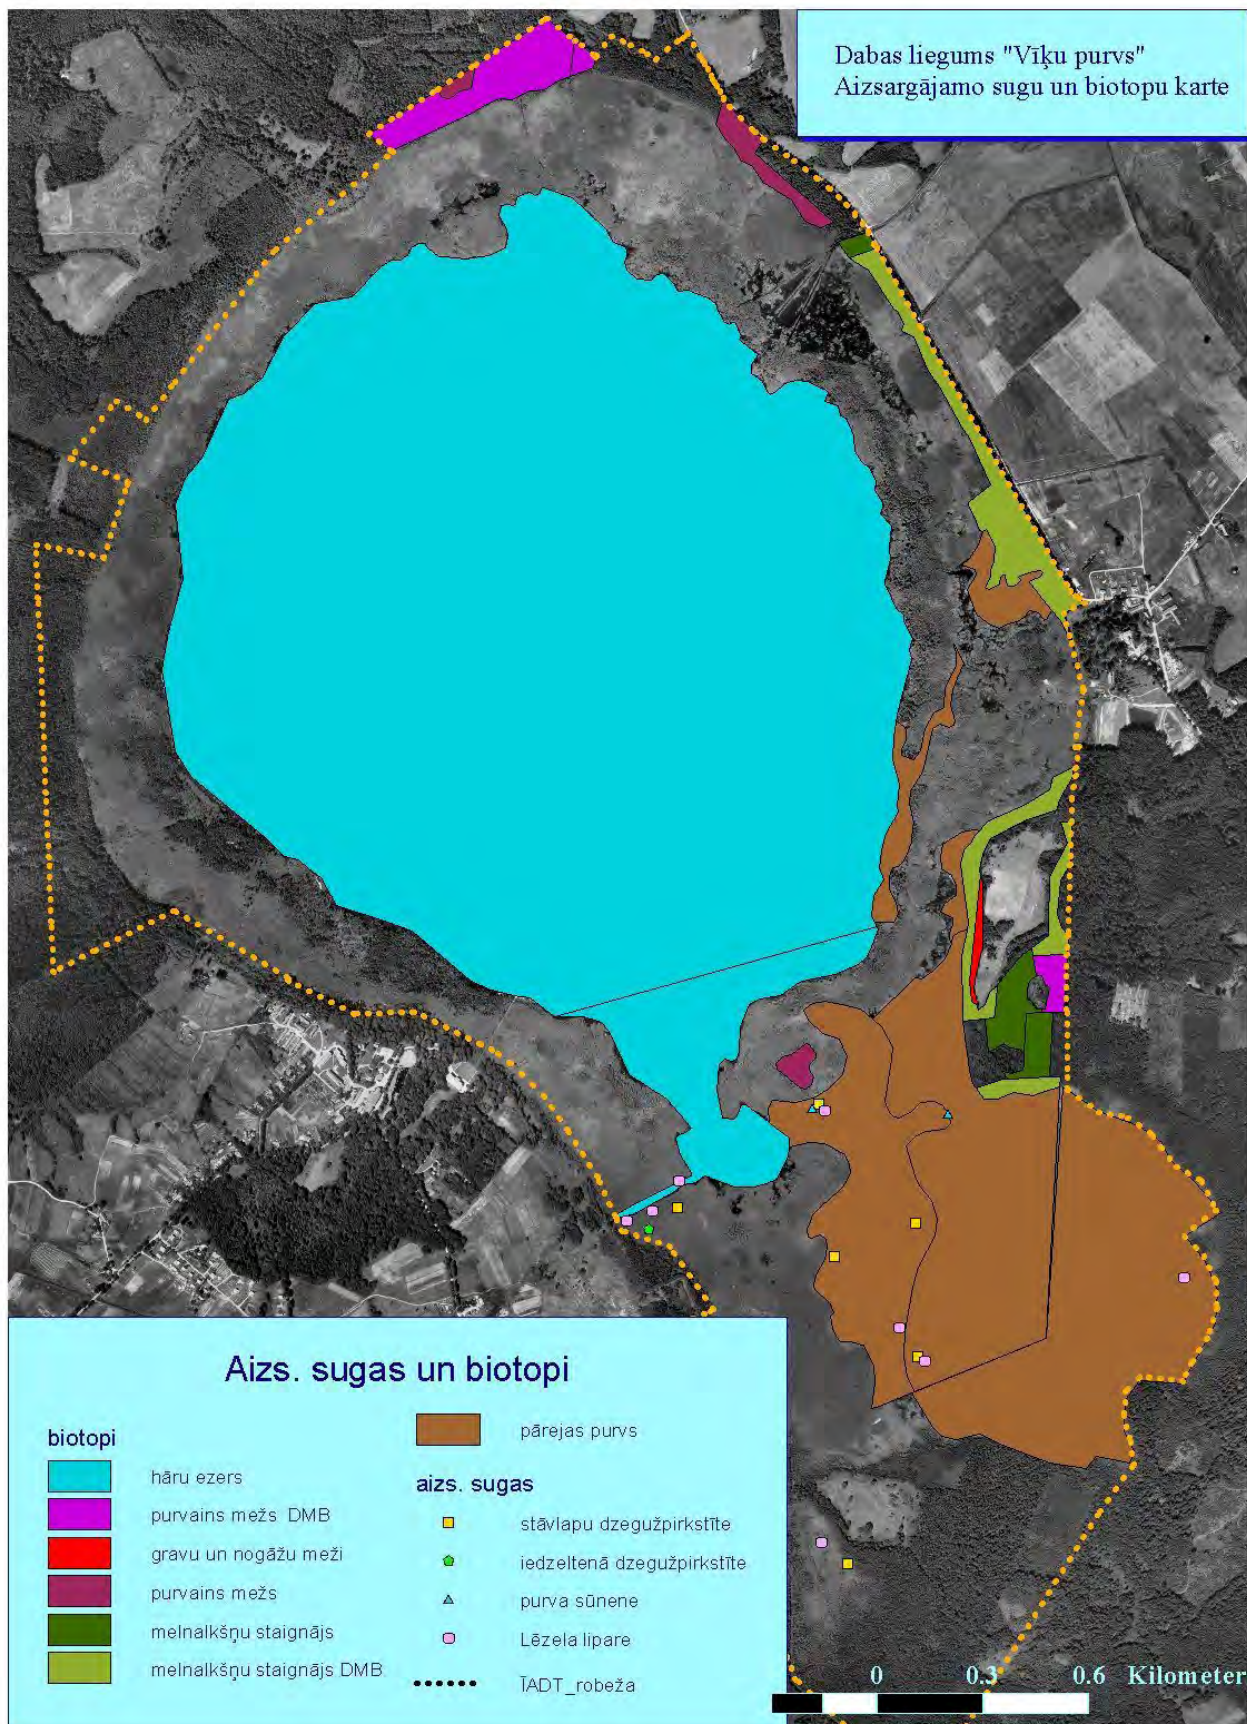 Dabas liegums "Vīķu purvs"
Aizsargājamo sugu un biotopu karte
Aizs. sugas un biotopi
biotopi
hāru ezers
purvains mežs DMB
gravu un nogāžu meži
purvains mežs
melnalkšņu staignājs
melnalkšņu staignājs DMB
pārejas purvs
aizs. sugas
stāvlapu dzegužpirkstīte
iedzeltenā dzegužpirkstīte
purva sūnene
Lēzela lipare
ĪADT_robeža
0 0.3 0.6 Kilometer